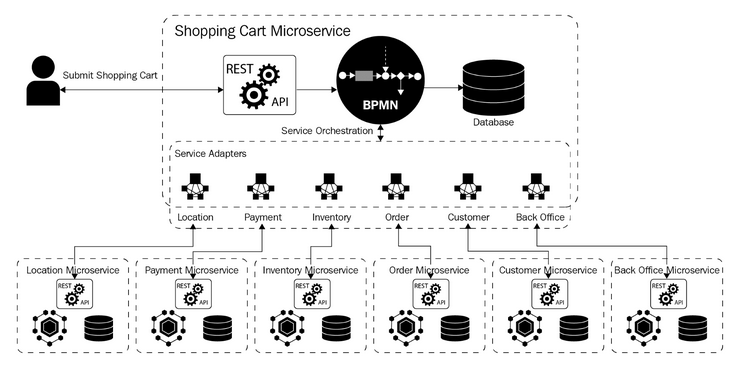 Shopping Cart Microservice
Submit Shopping Cart
REST
API
BPMN
Database
Service Orchestration
Service Adapters
Location Payment Inventory Order Customer Back Office
Location Microservice Payment Microservice Inventory Microservice Order Microservice Customer Microservice Back Office Microservice
REST REST REST REST REST REST
API API API API API API